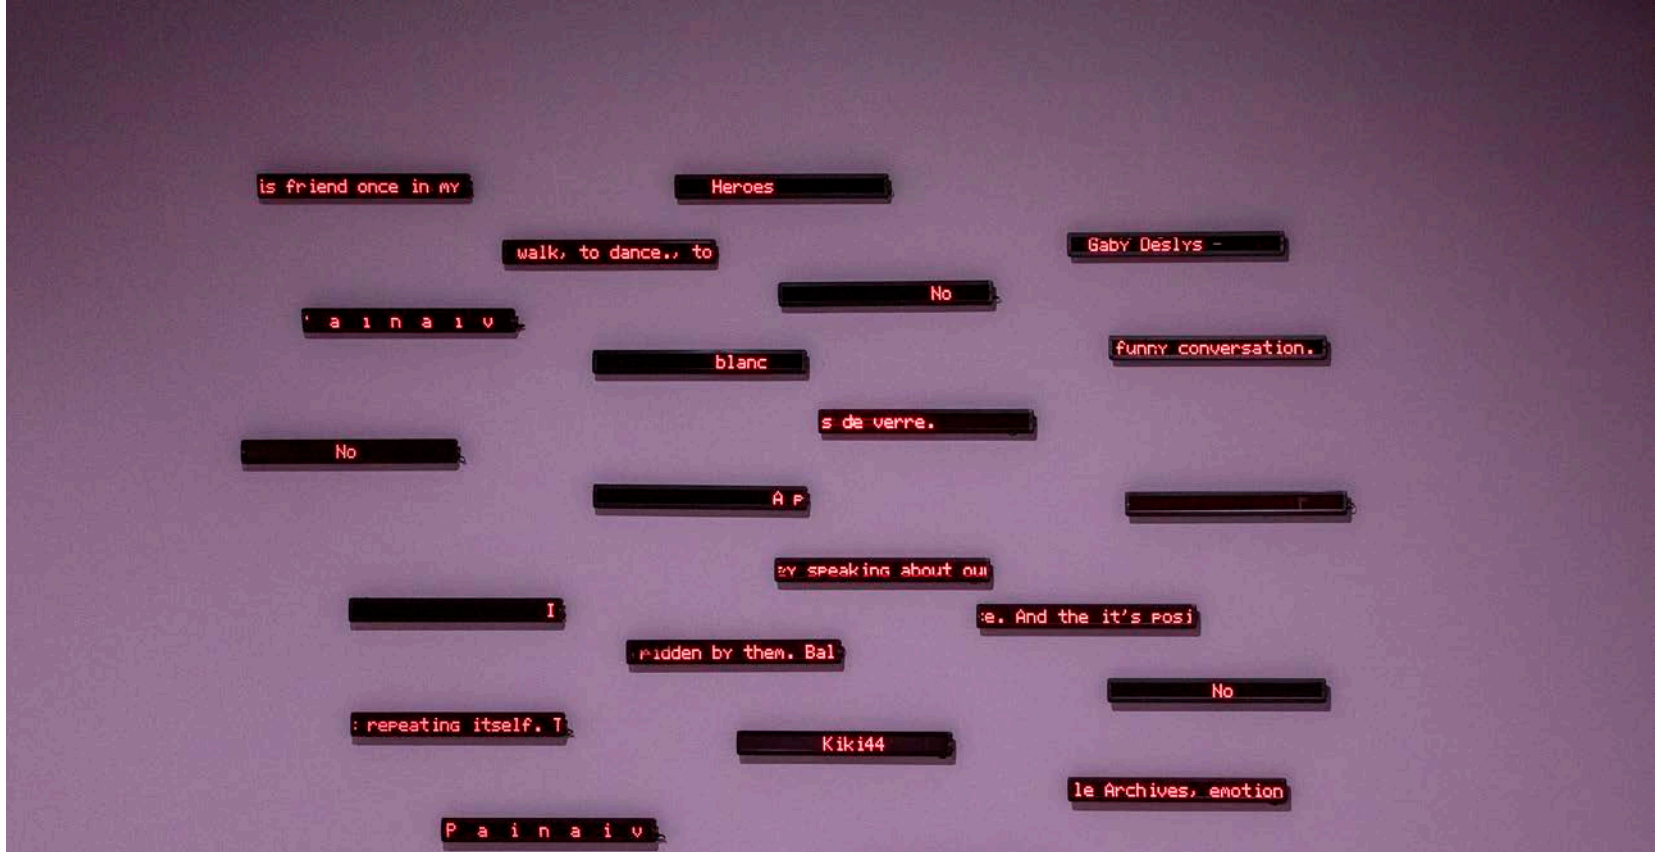 is friend once in my
Heroes
walk, to dance., to
Gaby Deslys -
No
a i n a i v
funny conversation.
blanc
s de verre.
No
A p
speaking about our
I
e. And the it's posi
by them. Bal
No
: repeating itself. T
Kiki44
le Archives, emotion
P a i n a i v